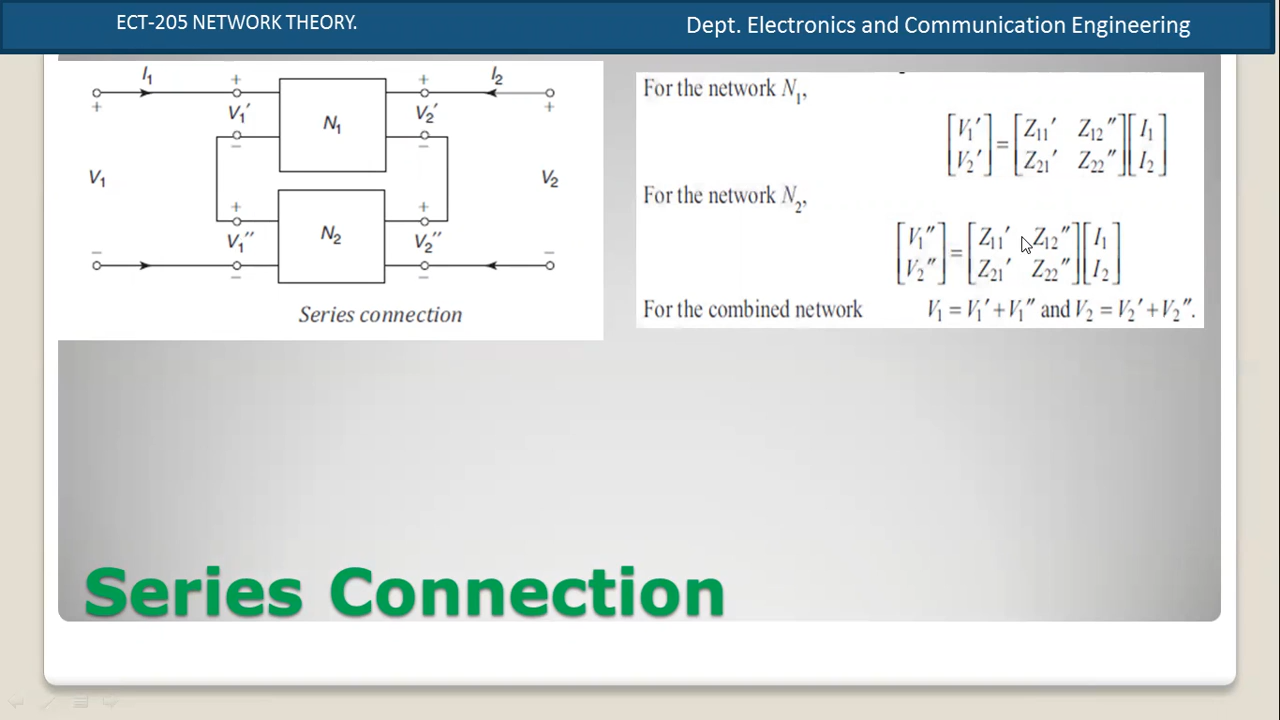 ECT-205 NETWORK THEORY.
Dept. Electronics and Communication Engineering
I₁ + + I₂
+ V₁′ N₁ V₂′ +
− −
V₁ V₂
+ +
V₁″ N₂ V₂″
− − − −
Series connection
For the network N₁,
[V₁′ V₂′] = [Z₁₁′ Z₁₂″ Z₂₁′ Z₂₂″] [I₁ I₂]
For the network N₂,
[V₁″ V₂″] = [Z₁₁′ Z₁₂″ Z₂₁′ Z₂₂″] [I₁ I₂]
For the combined network V₁ = V₁′ + V₁″ and V₂ = V₂′ + V₂″.
Series Connection